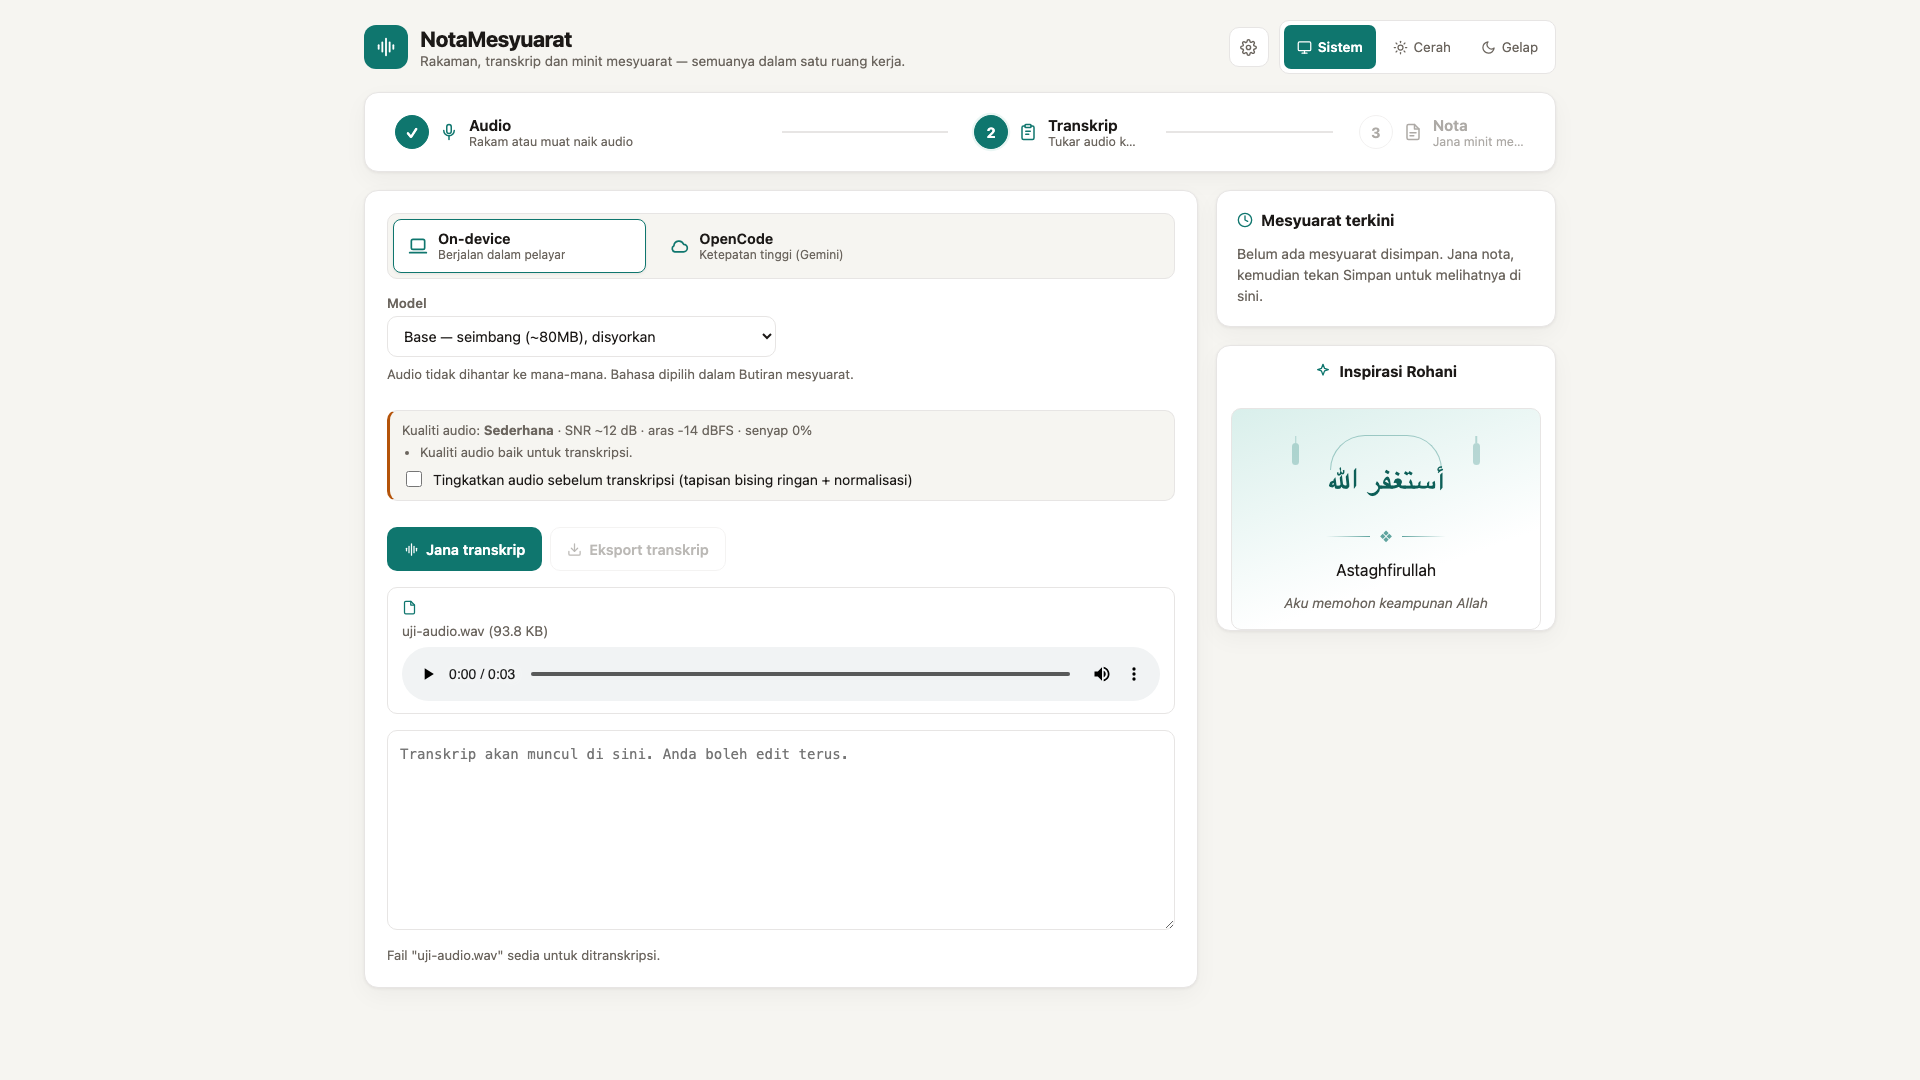 NotaMesyuarat
Rakaman, transkrip dan minit mesyuarat — semuanya dalam satu ruang kerja.
Sistem
Cerah
Gelap
Audio
Rakam atau muat naik audio
2
Transkrip
Tukar audio k...
3
Nota
Jana minit me...
On-device
Berjalan dalam pelayar
OpenCode
Ketepatan tinggi (Gemini)
Model
Base — seimbang (~80MB), disyorkan
Audio tidak dihantar ke mana-mana. Bahasa dipilih dalam Butiran mesyuarat.
Kualiti audio: Sederhana · SNR ~12 dB · aras -14 dBFS · senyap 0%
• Kualiti audio baik untuk transkripsi.
Tingkatkan audio sebelum transkripsi (tapisan bising ringan + normalisasi)
Jana transkrip
Eksport transkrip
uji-audio.wav (93.8 KB)
0:00 / 0:03
Transkrip akan muncul di sini. Anda boleh edit terus.
Fail "uji-audio.wav" sedia untuk ditranskripsi.
Mesyuarat terkini
Belum ada mesyuarat disimpan. Jana nota,
kemudian tekan Simpan untuk melihatnya di
sini.
Inspirasi Rohani
أستغفر الله
Astaghfirullah
Aku memohon keampunan Allah